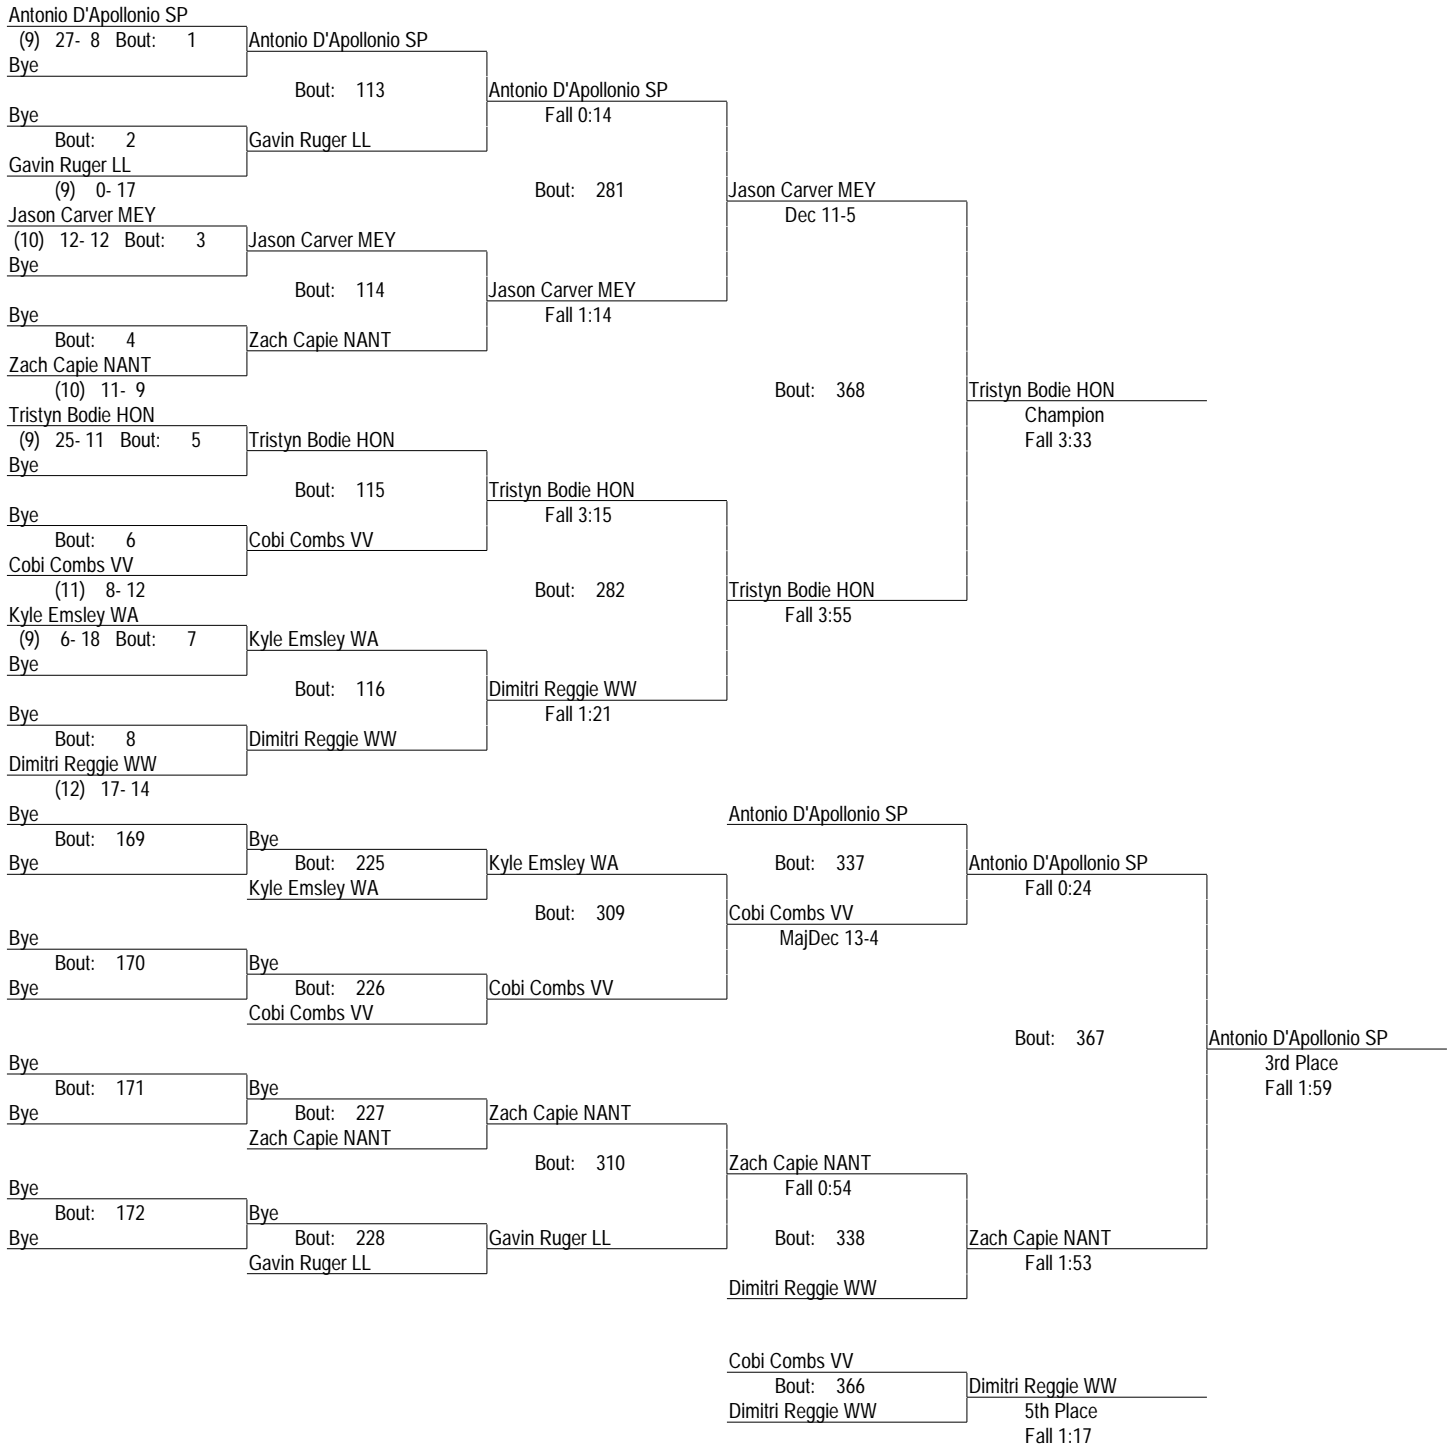 Antonio D'Apollonio SP
(9) 27- 8 Bout: 1 Antonio D'Apollonio SP
Bye
Bout: 113 Antonio D'Apollonio SP
Bye Fall 0:14
Bout: 2 Gavin Ruger LL
Gavin Ruger LL
(9) 0- 17 Bout: 281 Jason Carver MEY
Jason Carver MEY Dec 11-5
(10) 12- 12 Bout: 3 Jason Carver MEY
Bye
Bout: 114 Jason Carver MEY
Bye Fall 1:14
Bout: 4 Zach Capie NANT
Zach Capie NANT
(10) 11- 9 Bout: 368 Tristyn Bodie HON
Tristyn Bodie HON Champion
(9) 25- 11 Bout: 5 Tristyn Bodie HON Fall 3:33
Bye
Bout: 115 Tristyn Bodie HON
Bye Fall 3:15
Bout: 6 Cobi Combs VV
Cobi Combs VV
(11) 8- 12 Bout: 282 Tristyn Bodie HON
Kyle Emsley WA Fall 3:55
(9) 6- 18 Bout: 7 Kyle Emsley WA
Bye
Bout: 116 Dimitri Reggie WW
Bye Fall 1:21
Bout: 8 Dimitri Reggie WW
Dimitri Reggie WW
(12) 17- 14
Bye Antonio D'Apollonio SP
Bout: 169 Bye
Bye Bout: 225 Kyle Emsley WA Bout: 337 Antonio D'Apollonio SP
Kyle Emsley WA Fall 0:24
Bout: 309 Cobi Combs VV
Bye MajDec 13-4
Bout: 170 Bye
Bye Bout: 226 Cobi Combs VV
Cobi Combs VV
Bout: 367 Antonio D'Apollonio SP
Bye 3rd Place
Bout: 171 Bye Fall 1:59
Bye Bout: 227 Zach Capie NANT
Zach Capie NANT
Bout: 310 Zach Capie NANT
Bye Fall 0:54
Bout: 172 Bye
Bye Bout: 228 Gavin Ruger LL Bout: 338 Zach Capie NANT
Gavin Ruger LL Fall 1:53
Dimitri Reggie WW
Cobi Combs VV
Bout: 366 Dimitri Reggie WW
Dimitri Reggie WW 5th Place
Fall 1:17